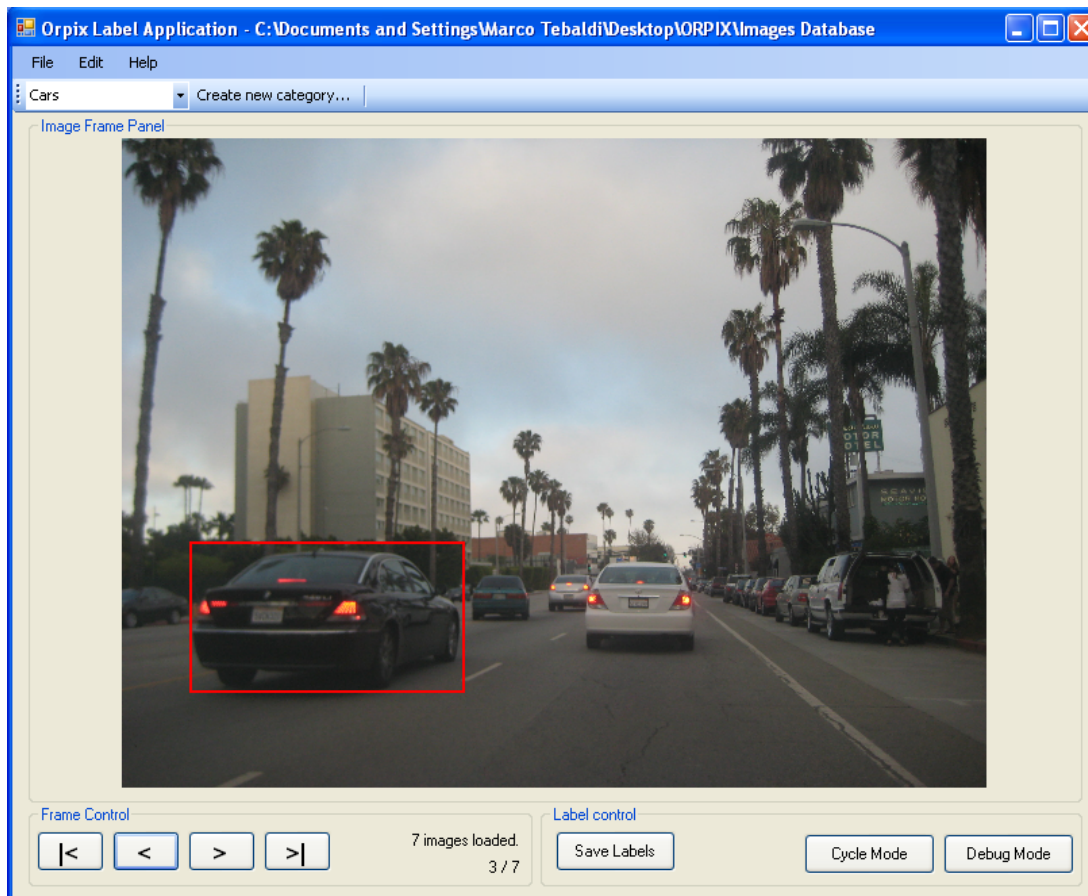 Orpix Label Application - C:\Documents and Settings\Marco Tebaldi\Desktop\ORPIX\Images Database
File Edit Help
Cars Create new category...
Image Frame Panel
MOTOR
Frame Control
|< < > >|
7 images loaded.
3 / 7
Label control
Save Labels Cycle Mode Debug Mode